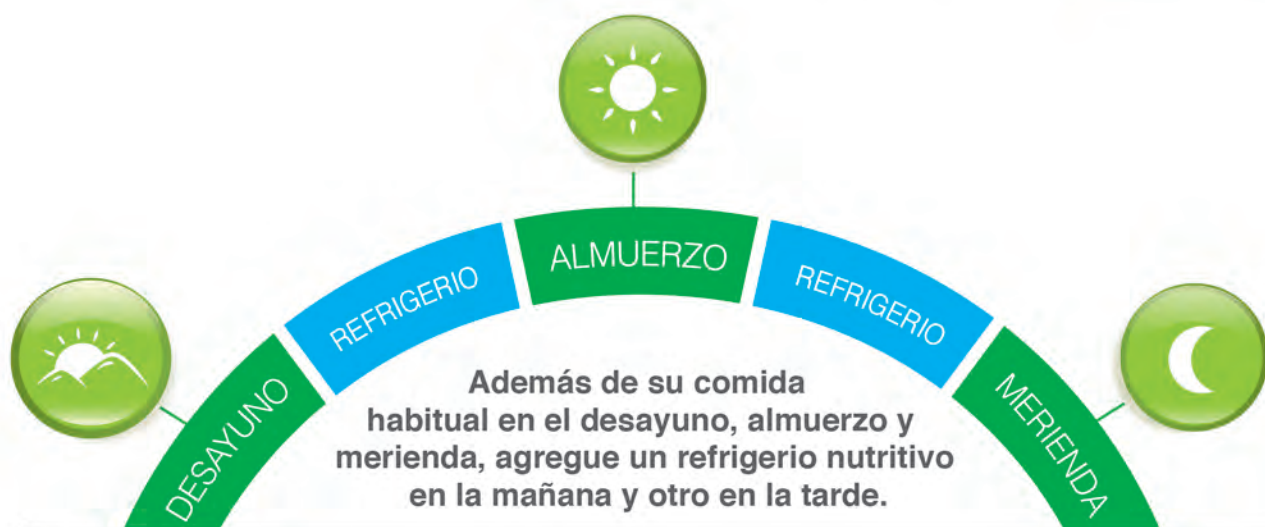 DESAYUNO
REFRIGERIO
ALMUERZO
REFRIGERIO
MERIENDA
Además de su comida
habitual en el desayuno, almuerzo y
merienda, agregue un refrigerio nutritivo
en la mañana y otro en la tarde.